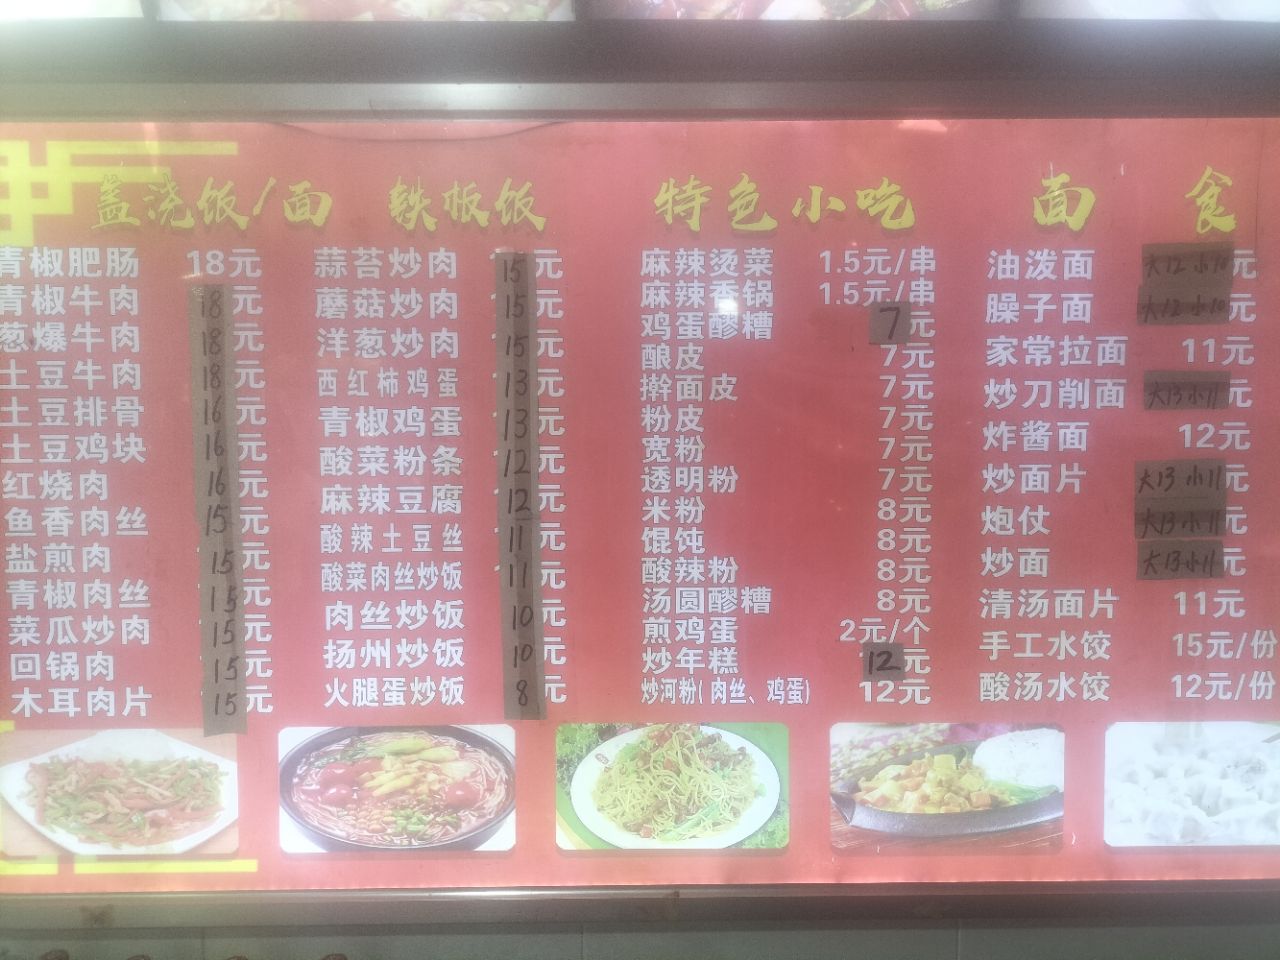 盖浇饭/面 铁板饭
青椒肥肠 18元
青椒牛肉 18元
葱爆牛肉 18元
土豆牛肉 18元
土豆排骨 16元
土豆鸡块 16元
红烧肉 16元
鱼香肉丝 15元
盐煎肉 15元
青椒肉丝 15元
菜瓜炒肉 15元
回锅肉 15元
木耳肉片 15元
蒜苔炒肉 15元
蘑菇炒肉 15元
洋葱炒肉 15元
西红柿鸡蛋 13元
青椒鸡蛋 13元
酸菜粉条 12元
麻辣豆腐 12元
酸辣土豆丝 11元
酸菜肉丝炒饭 11元
肉丝炒饭 10元
扬州炒饭 10元
火腿蛋炒饭 8元
特色小吃
麻辣烫菜 1.5元/串
麻辣香锅 1.5元/串
鸡蛋醪糟 7元
酿皮 7元
擀面皮 7元
粉皮 7元
宽粉 7元
透明粉 7元
米粉 8元
馄饨 8元
酸辣粉 8元
汤圆醪糟 8元
煎鸡蛋 2元/个
炒年糕 12元
炒河粉(肉丝、鸡蛋) 12元
面食
油泼面 大12 小10元
臊子面 大12 小10元
家常拉面 11元
炒刀削面 大13 小11元
炸酱面 12元
炒面片 大13 小11元
炮仗 大13 小11元
炒面 大13 小11元
清汤面片 11元
手工水饺 15元/份
酸汤水饺 12元/份